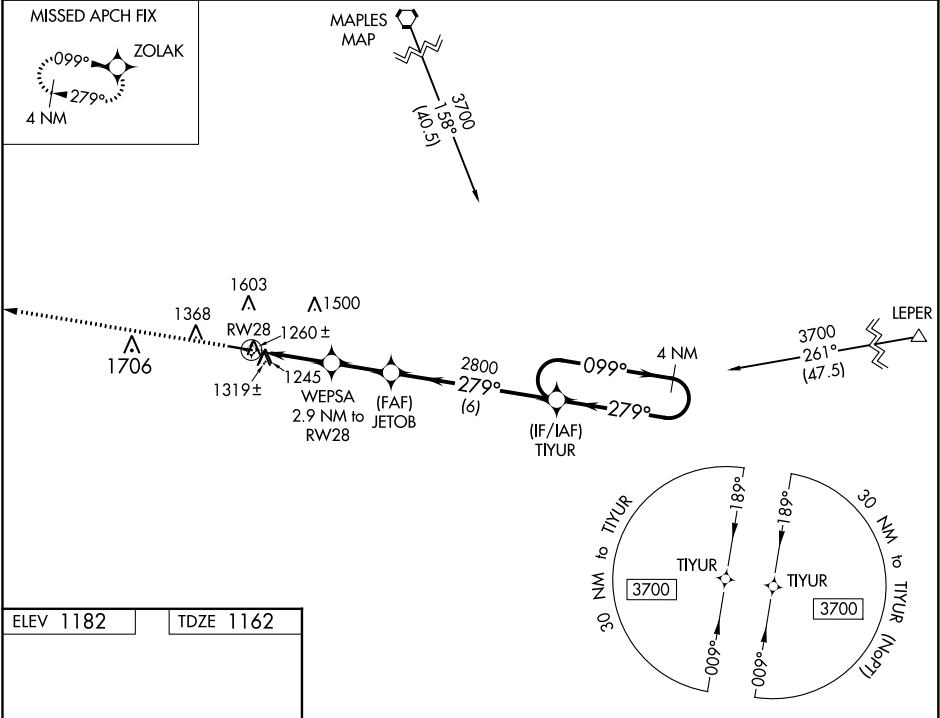 MISSED APCH FIX
ZOLAK
099°
279°
4 NM
MAPLES
MAP
3700
158°
(40.5)
1603
1368
1500
RW28
1260 ±
1706
1319 ±
1245
WEPSA
2.9 NM to
RW28
(FAF)
JETOB
2800
279°
(6)
099°
4 NM
279°
(IF/IAF)
TIYUR
LEPER
3700
261°
(47.5)
30 NM to TIYUR
189°
TIYUR
3700
009°
189°
30 NM to TIYUR (NoPT)
TIYUR
3700
009°
ELEV 1182
TDZE 1162